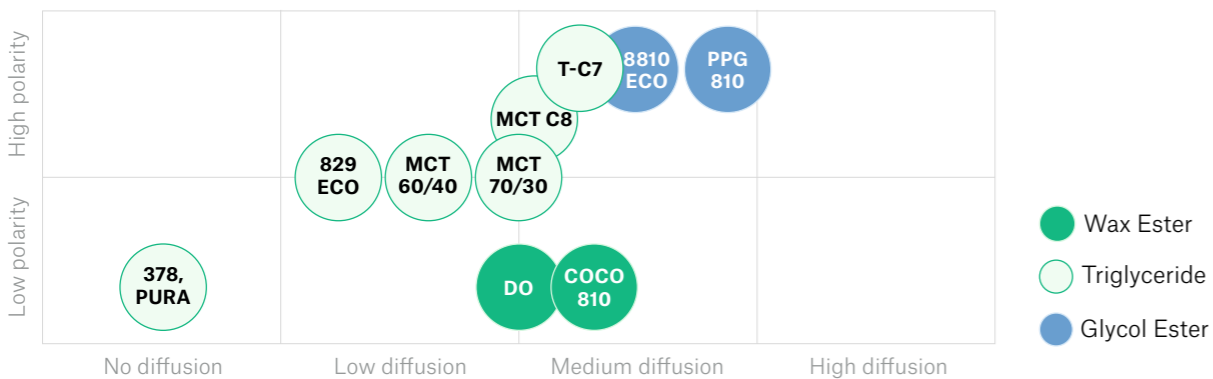 High polarity
Low polarity
T-C7
8810
ECO
PPG
810
MCT C8
829
ECO
MCT
60/40
MCT
70/30
378,
PURA
DO
COCO
810
No diffusion
Low diffusion
Medium diffusion
High diffusion
Wax Ester
Triglyceride
Glycol Ester